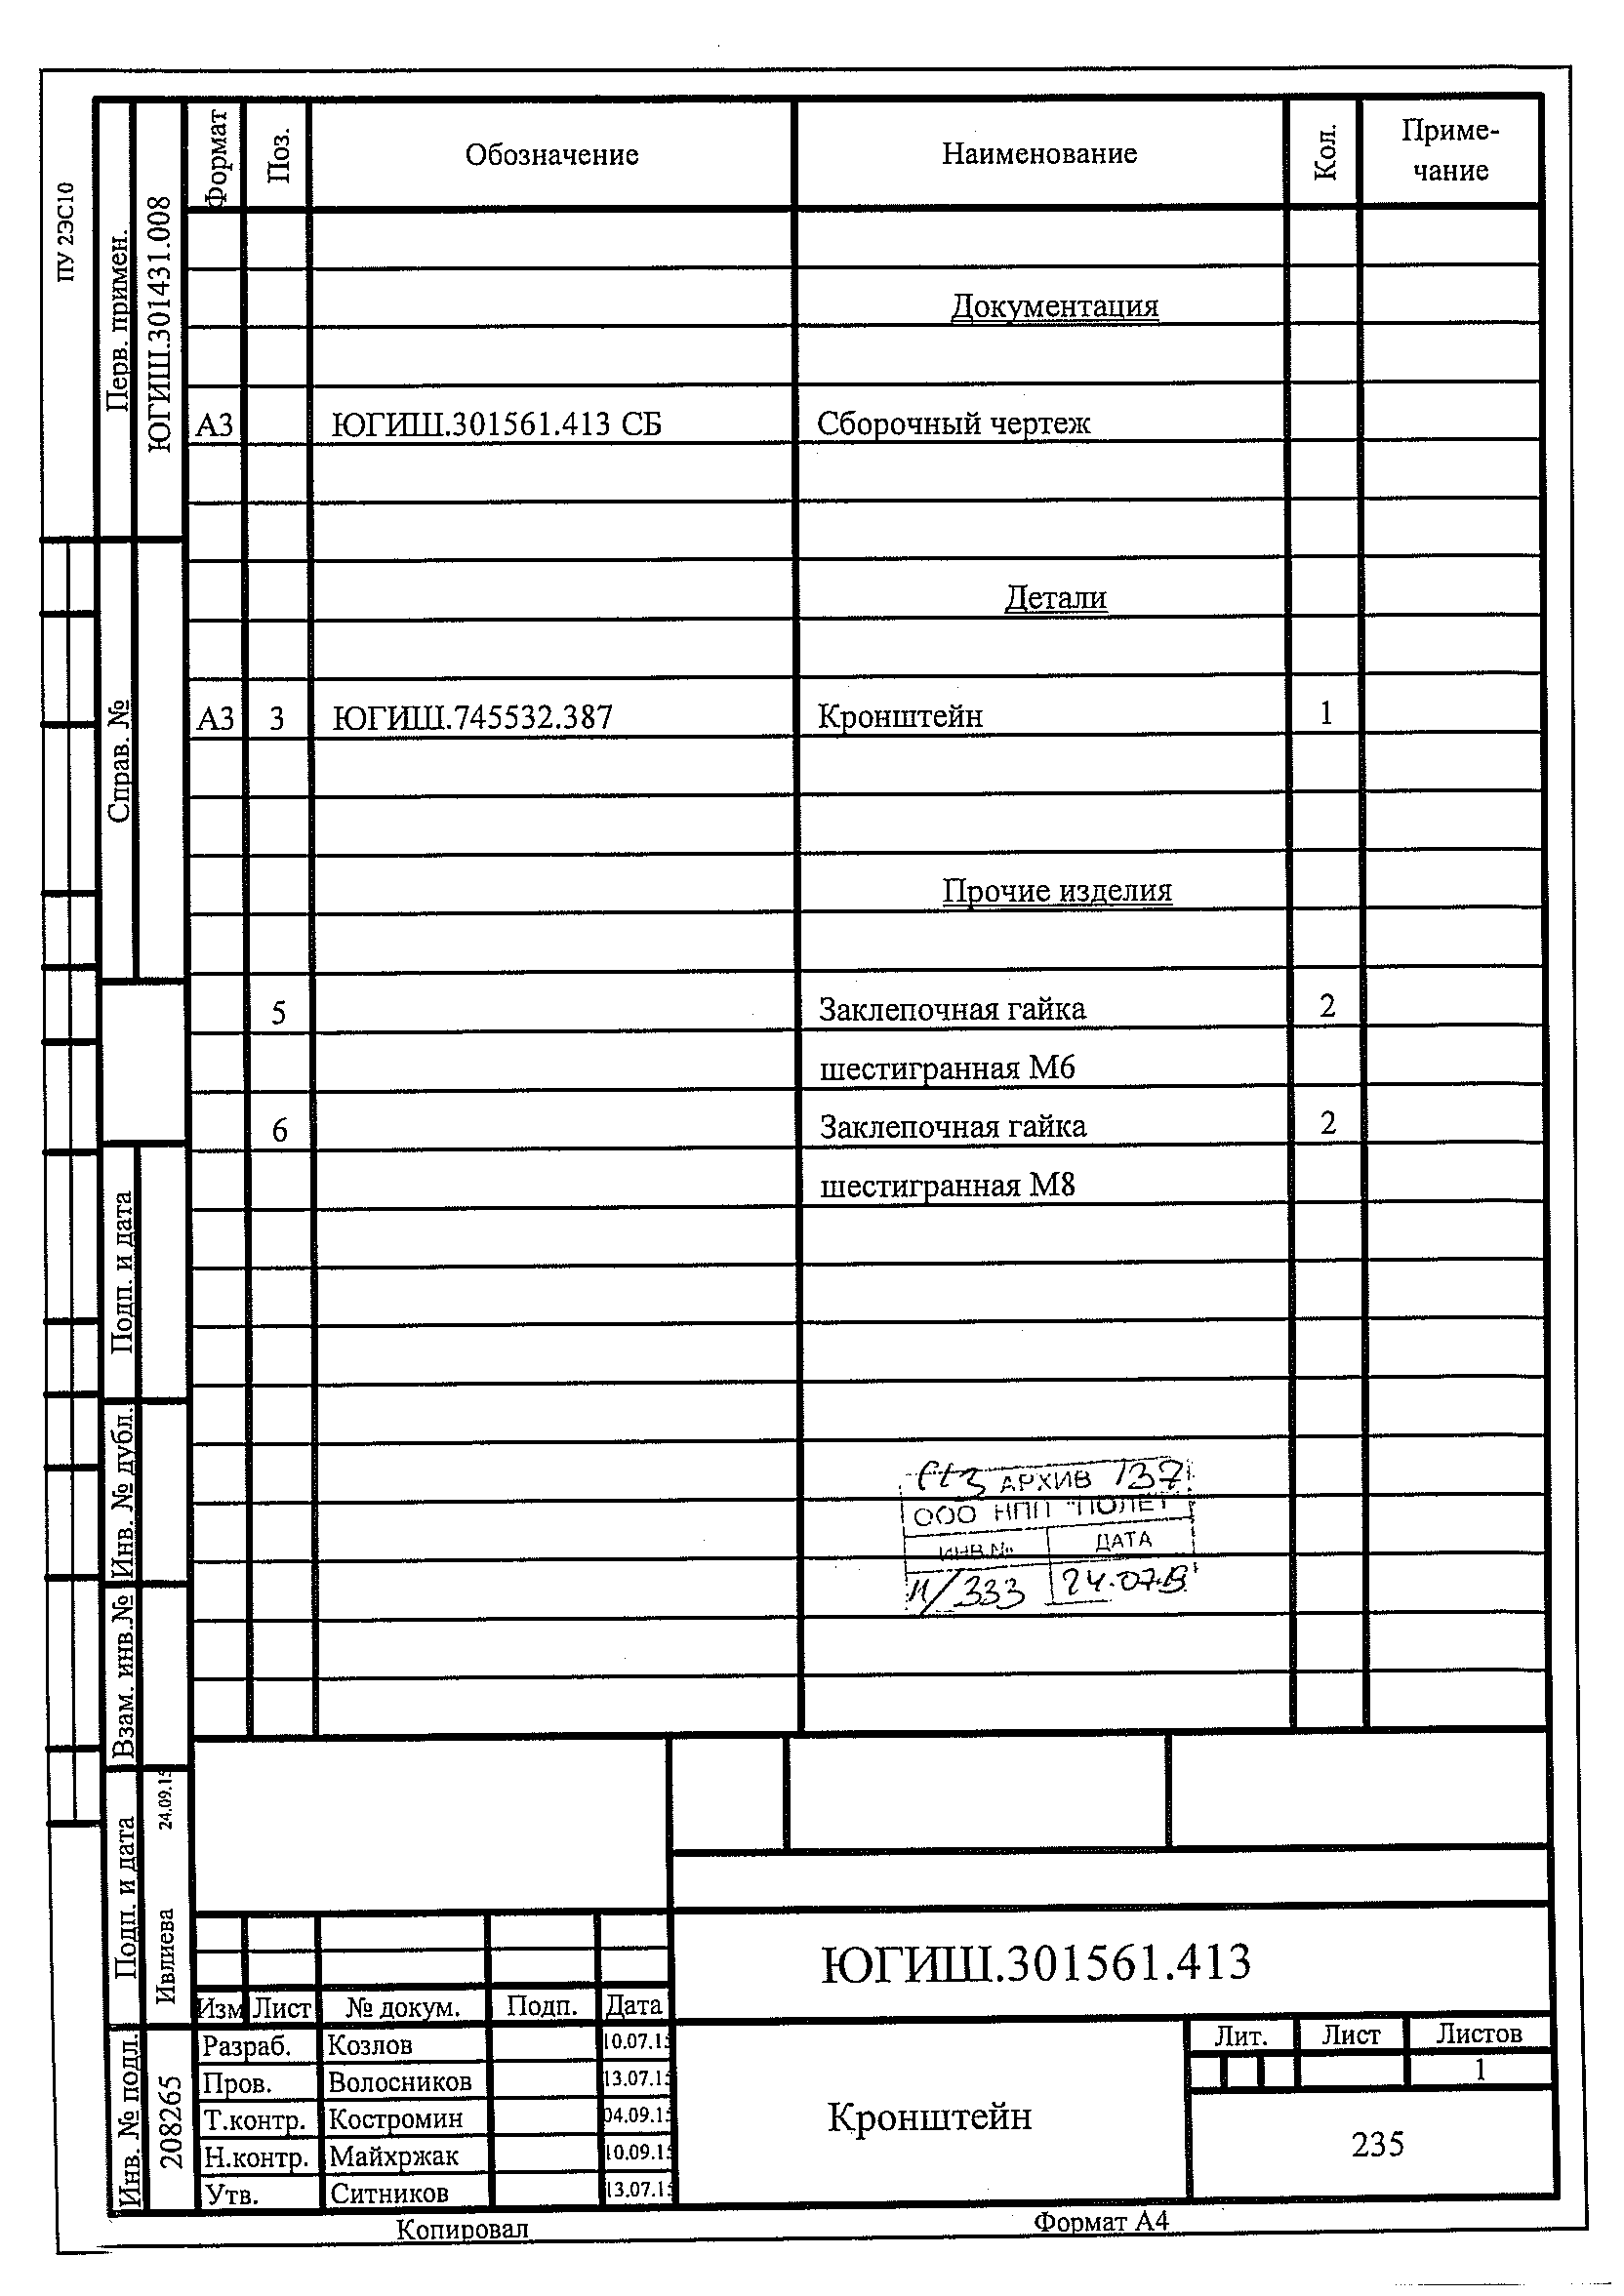 ПУ 2ЭС10
Перв. примен.
ЮГИШ.301431.008
Справ. №
Подп. и дата
Инв. № дубл.
Взам. инв.№
Подп. и дата
Ивлиева 24.09.15
Инв. № подл.
208265
Формат Поз. Обозначение Наименование Кол. Приме-
чание
Документация
А3 ЮГИШ.301561.413 СБ Сборочный чертеж
Детали
А3 3 ЮГИШ.745532.387 Кронштейн 1
Прочие изделия
5 Заклепочная гайка 2
шестигранная М6
6 Заклепочная гайка 2
шестигранная М8
АРХИВ 137
ООО НПП "ПОЛЕТ"
ИНВ.№ ДАТА
/333 24.07.
ЮГИШ.301561.413
Изм Лист № докум. Подп. Дата
Разраб. Козлов 10.07.15
Пров. Волосников 13.07.15
Т.контр. Костромин 04.09.15
Н.контр. Майхржак 10.09.15
Утв. Ситников 13.07.15
Кронштейн
Лит. Лист Листов
1
235
Копировал Формат А4